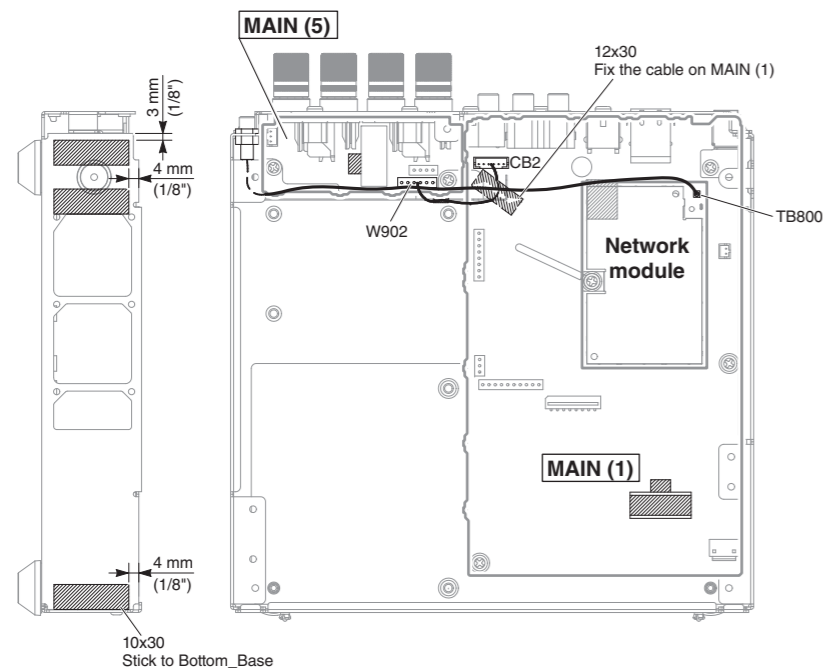 MAIN (5)
12x30
Fix the cable on MAIN (1)
3 mm
(1/8")
4 mm
(1/8")
CB2
W902
TB800
Network
module
MAIN (1)
4 mm
(1/8")
10x30
Stick to Bottom_Base